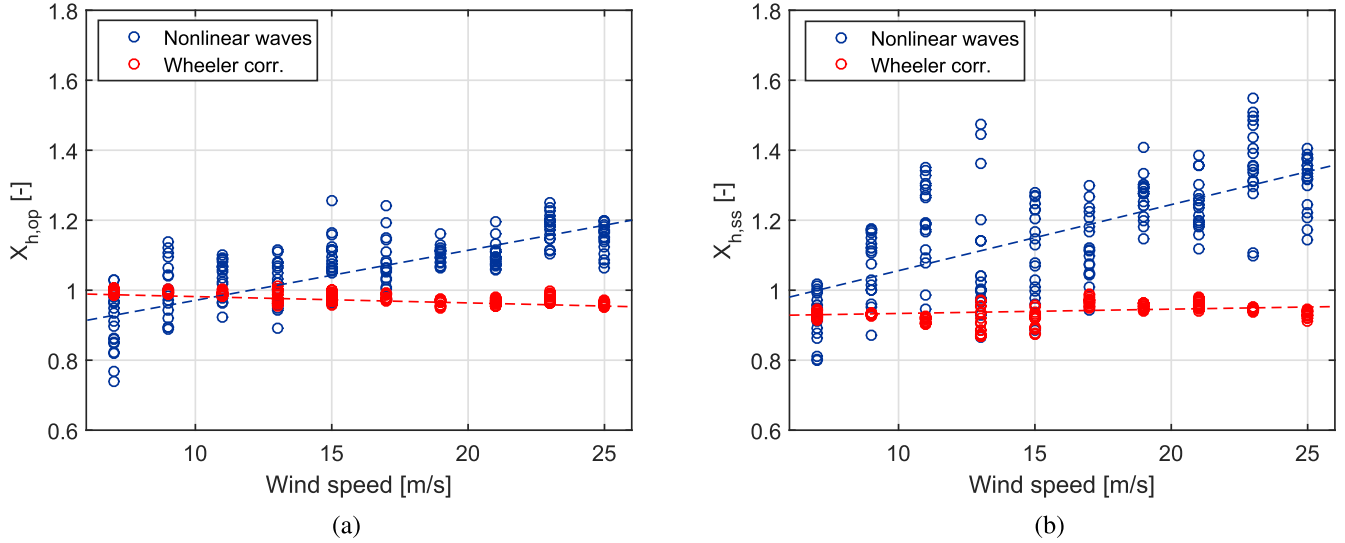 1.8
1.6
1.4
1.2
1
0.8
0.6
X_h,op [-]
Nonlinear waves
Wheeler corr.
10
15
20
25
Wind speed [m/s]
(a)
1.8
1.6
1.4
1.2
1
0.8
0.6
X_h,ss [-]
Nonlinear waves
Wheeler corr.
10
15
20
25
Wind speed [m/s]
(b)